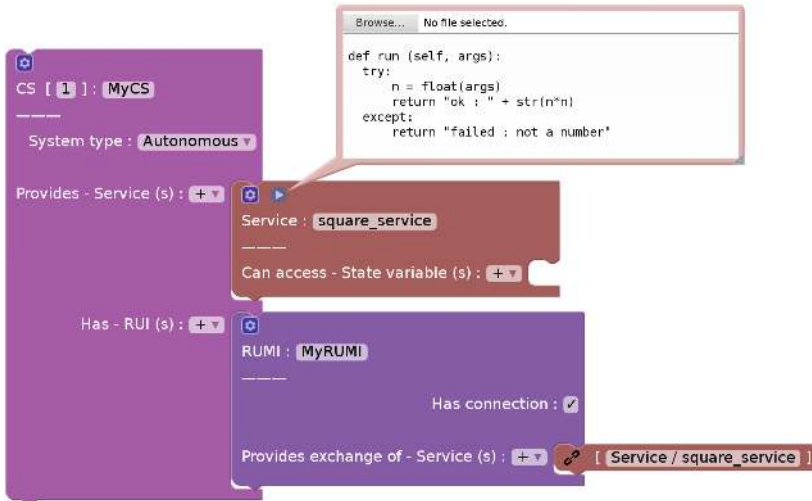 Browse... No file selected.
def run (self, args):
try:
n = float(args)
return "ok : " + str(n*n)
except:
return "failed : not a number"
CS [ 1 ] : MyCS
———
System type : Autonomous ▾
Provides - Service (s) : + ▾
Service : square_service
———
Can access - State variable (s) : + ▾
Has - RUI (s) : + ▾
RUMI : MyRUMI
———
Has connection : ✓
Provides exchange of - Service (s) : + ▾ [ Service / square_service ]